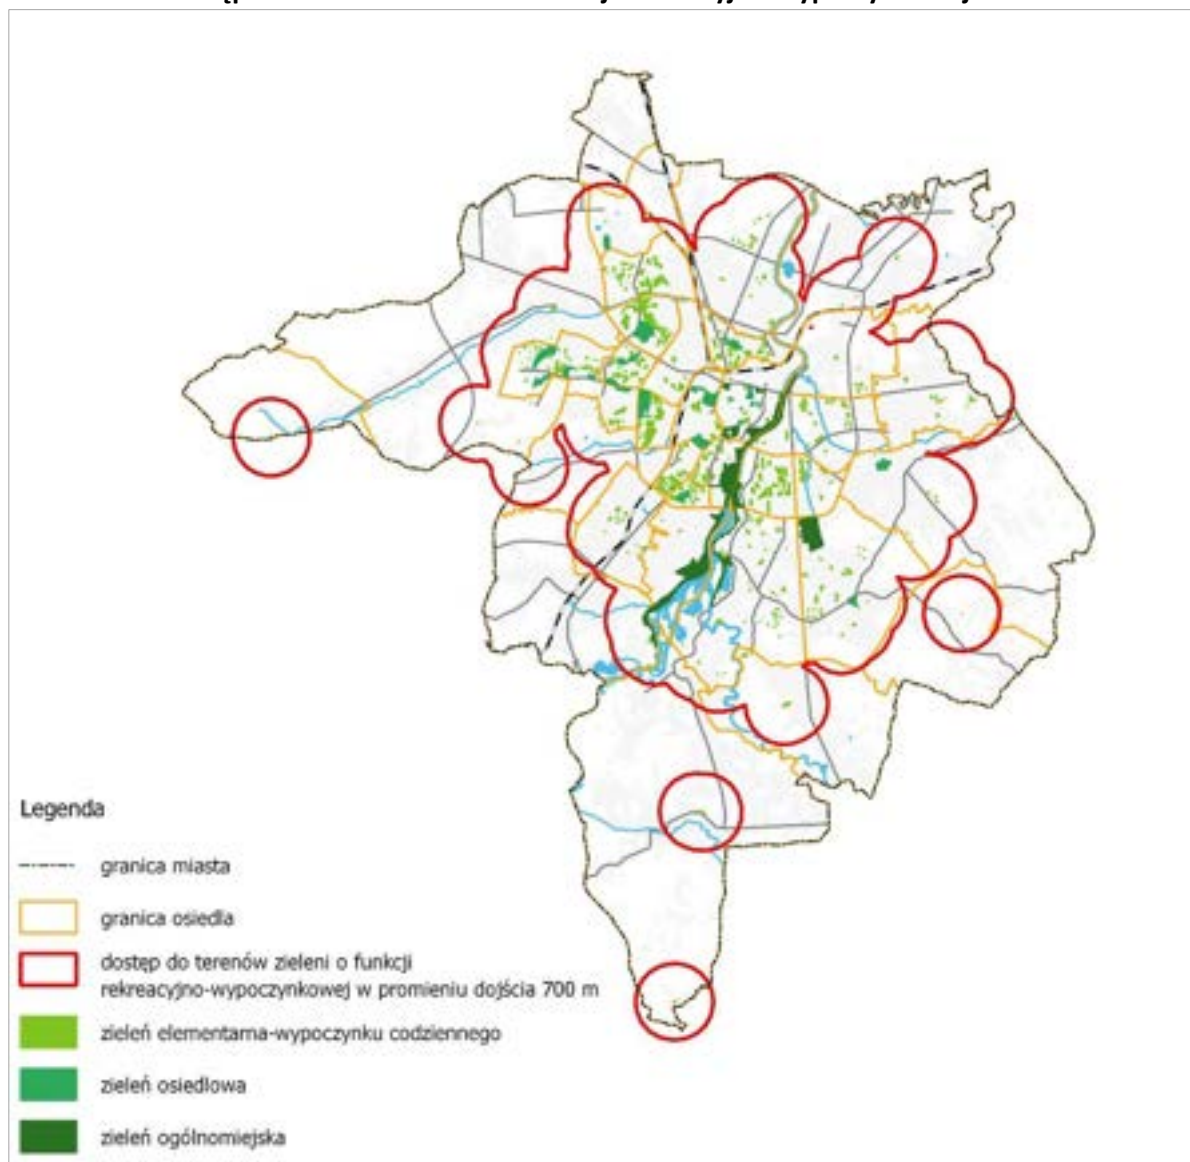 Legenda
granica miasta
granica osiedla
dostęp do terenów zieleni o funkcji
rekreacyjno-wypoczynkowej w promieniu dojścia 700 m
zieleń elementarna-wypoczynku codziennego
zieleń osiedlowa
zieleń ogólnomiejska